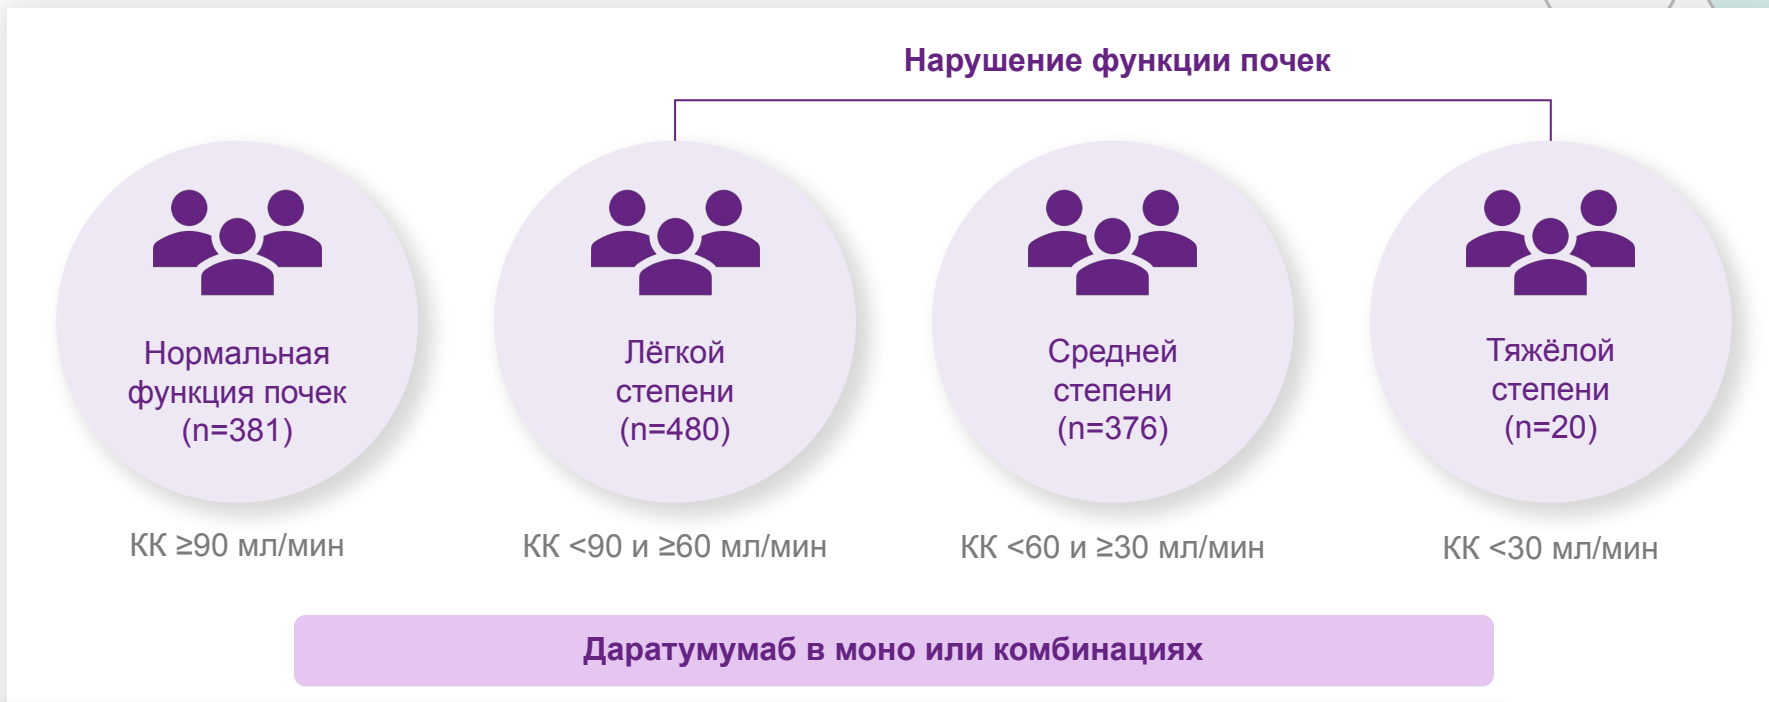 Нарушение функции почек
Нормальная
функция почек
(n=381)
Лёгкой
степени
(n=480)
Средней
степени
(n=376)
Тяжёлой
степени
(n=20)
КК ≥90 мл/мин
КК <90 и ≥60 мл/мин
КК <60 и ≥30 мл/мин
КК <30 мл/мин
Даратумумаб в моно или комбинациях